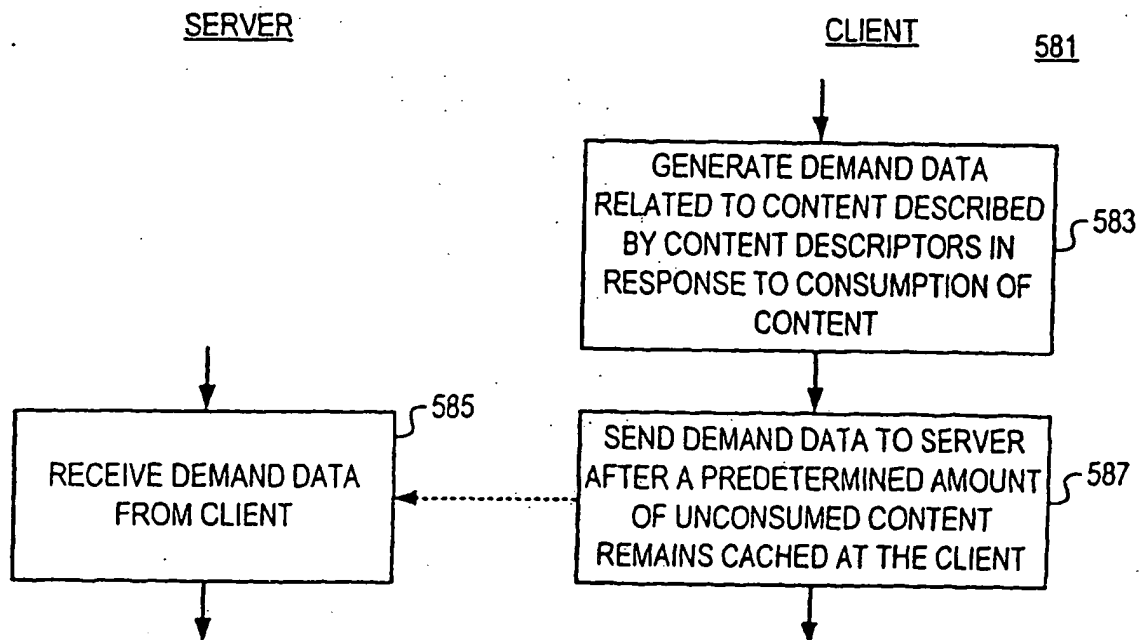 SERVER
CLIENT
581
GENERATE DEMAND DATA
RELATED TO CONTENT DESCRIBED
BY CONTENT DESCRIPTORS IN
RESPONSE TO CONSUMPTION OF
CONTENT
583
585
RECEIVE DEMAND DATA
FROM CLIENT
SEND DEMAND DATA TO SERVER
AFTER A PREDETERMINED AMOUNT
OF UNCONSUMED CONTENT
REMAINS CACHED AT THE CLIENT
587